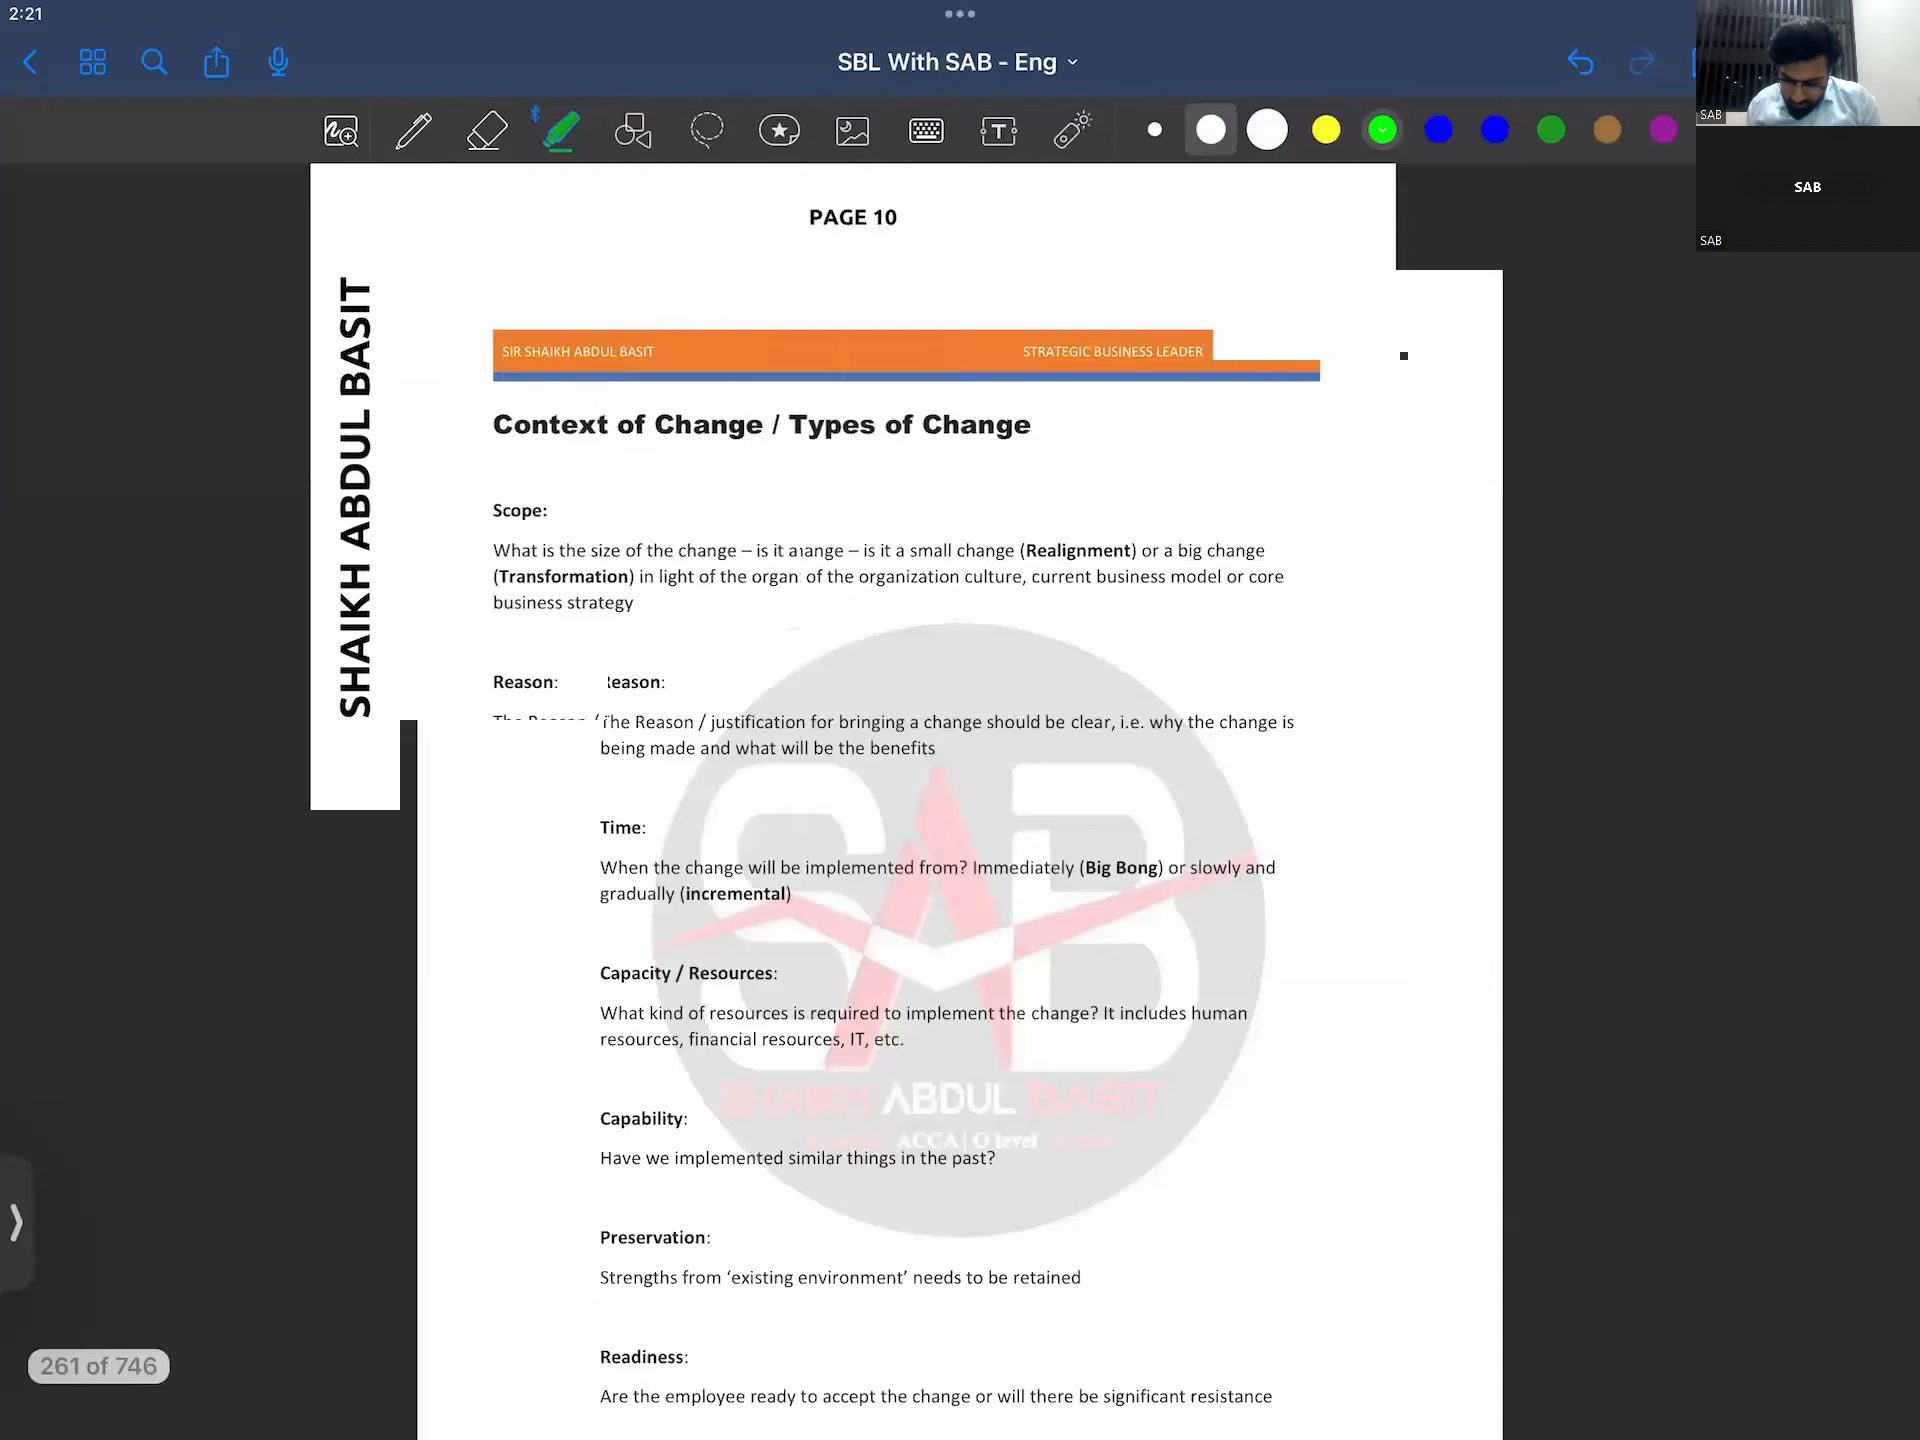 2:21
SBL With SAB - Eng
SAB
SAB
SAB
PAGE 10
SHAIKH ABDUL BASIT
SIR SHAIKH ABDUL BASIT STRATEGIC BUSINESS LEADER
Context of Change / Types of Change
Scope:
What is the size of the change – is it a ange – is it a small change (Realignment) or a big change
(Transformation) in light of the organ of the organization culture, current business model or core
business strategy
Reason: Reason:
The Reason / The Reason / justification for bringing a change should be clear, i.e. why the change is
being made and what will be the benefits
Time:
When the change will be implemented from? Immediately (Big Bong) or slowly and
gradually (incremental)
Capacity / Resources:
What kind of resources is required to implement the change? It includes human
resources, financial resources, IT, etc.
SHAIKH ABDUL BASIT
Capability:
ACCA | O level
Have we implemented similar things in the past?
Preservation:
Strengths from ‘existing environment’ needs to be retained
Readiness:
Are the employee ready to accept the change or will there be significant resistance
261 of 746